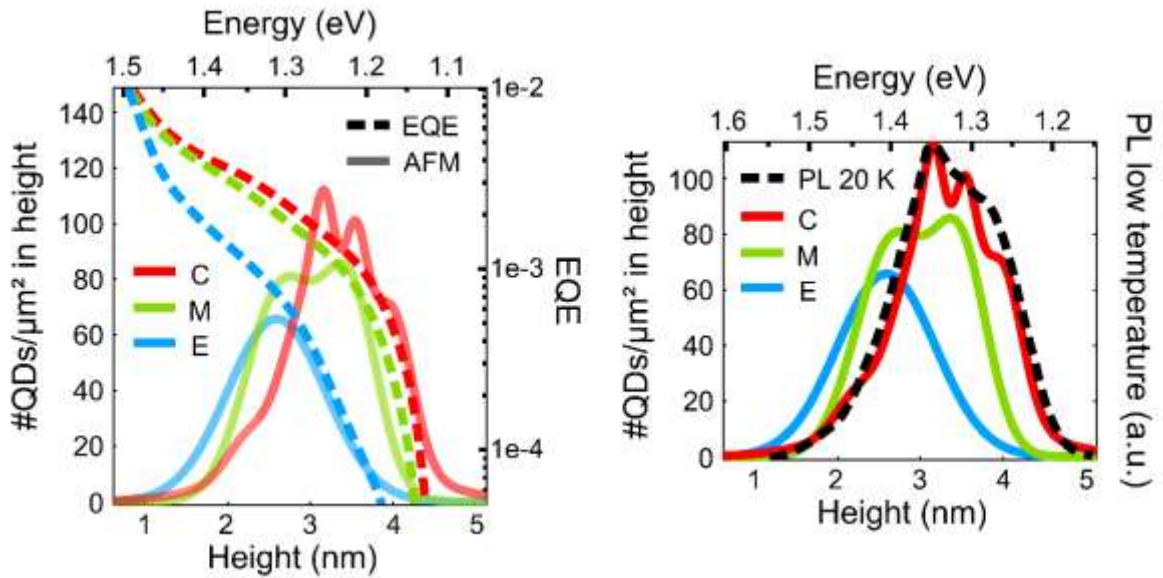 Energy (eV)
1.5 1.4 1.3 1.2 1.1
#QDs/µm² in height
140
120
100
80
60
40
20
0
EQE
AFM
C
M
E
1e-2
1e-3
1e-4
EQE
1 2 3 4 5
Height (nm)
Energy (eV)
1.6 1.5 1.4 1.3 1.2
#QDs/µm² in height
100
80
60
40
20
0
PL 20 K
C
M
E
PL low temperature (a.u.)
1 2 3 4 5
Height (nm)